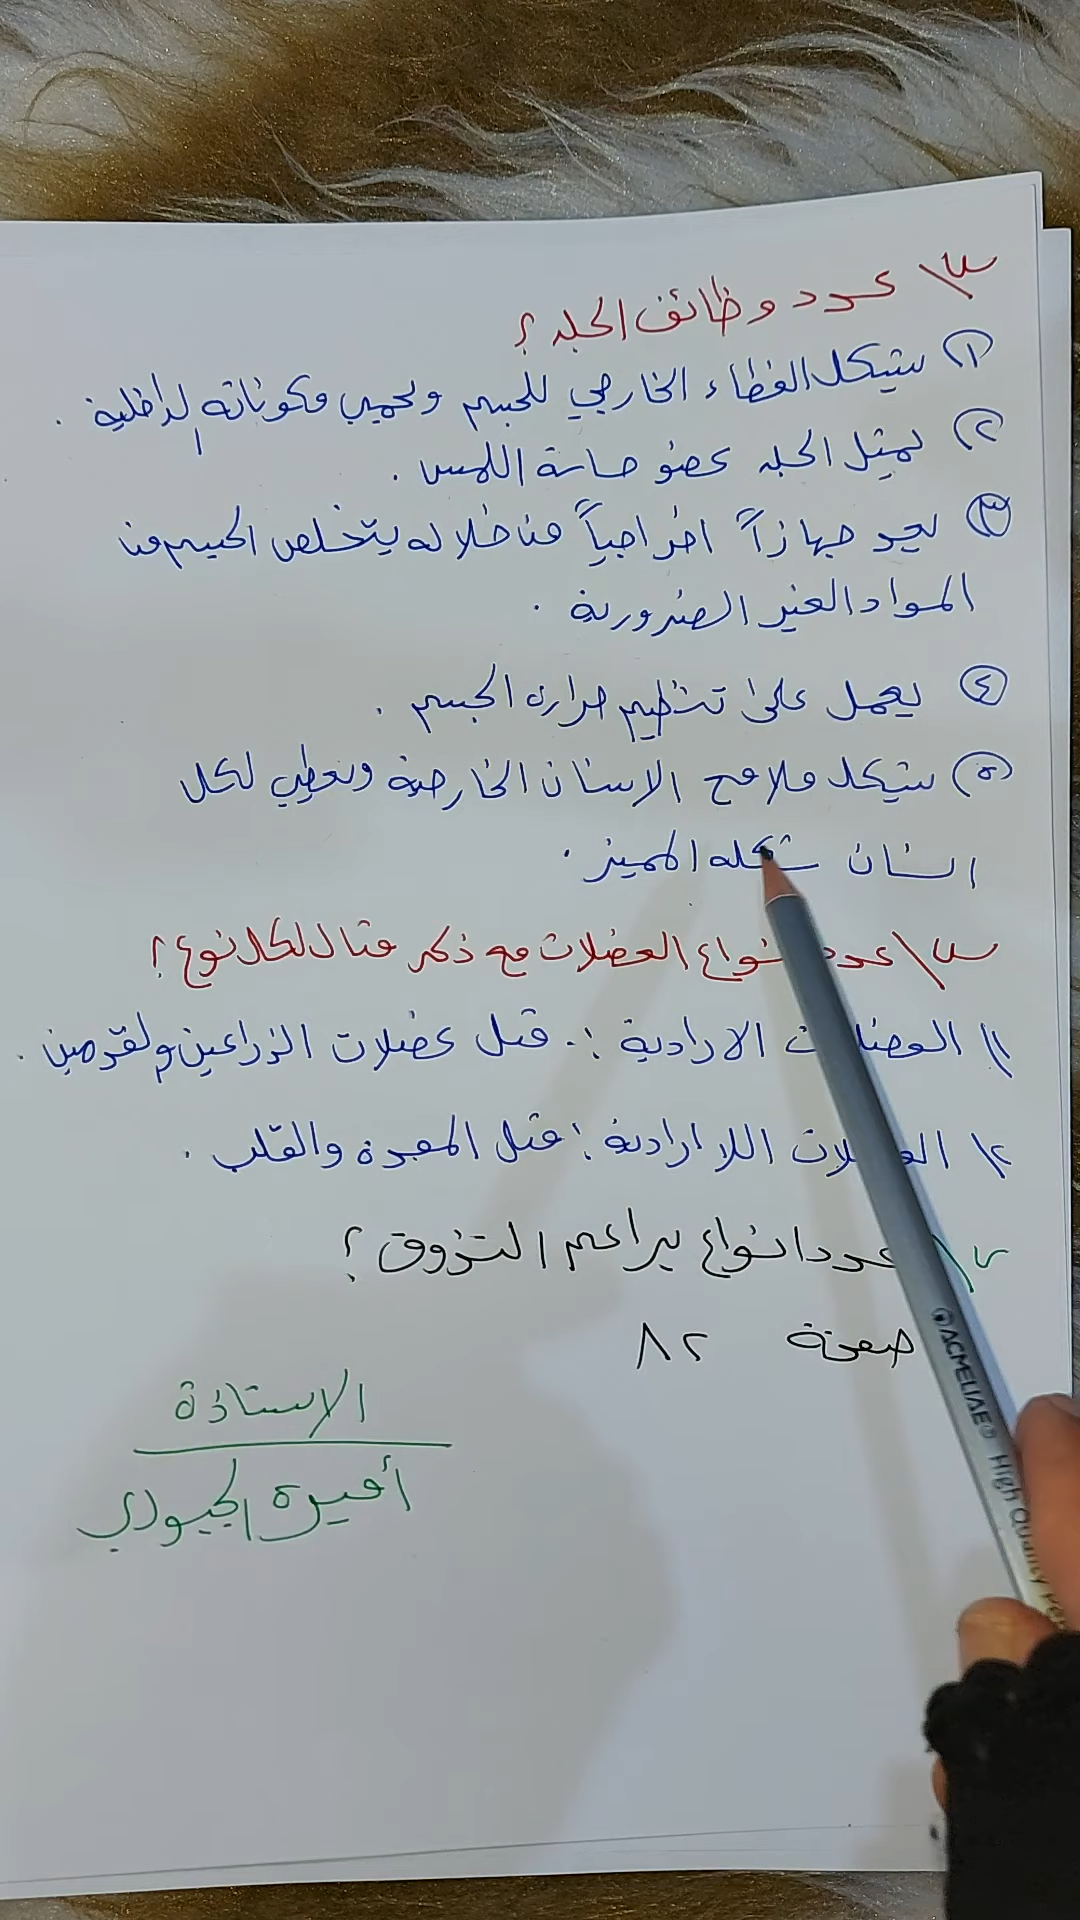 س\ عدد وظائف الجلد ؟
(١) يشكل الغطاء الخارجي للجسم ويحمي مكوناته الداخلية .
(٢) يمثل الجلد عضو حاسة اللمس .
(٣) يعد جهازاً اخراجياً من خلاله يتخلص الجسم من
المواد الغير الضرورية .
(٤) يعمل على تنظيم حرارة الجسم .
(٥) يشكل ملامح الانسان الخارجية ويعطي لكل
انسان شكله المميز .
س\ عدد انواع العضلات مع ذكر مثال لكل نوع ؟
١\ العضلات الارادية : مثل عضلات الذراعين والقدمين .
٢\ العضلات اللاارادية : مثل المعدة والقلب .
س\ عدد انواع براعم التذوق ؟
صفحة ٨٢
الاستاذة
أميرة الجبوري
ACMELIAE® High Quality